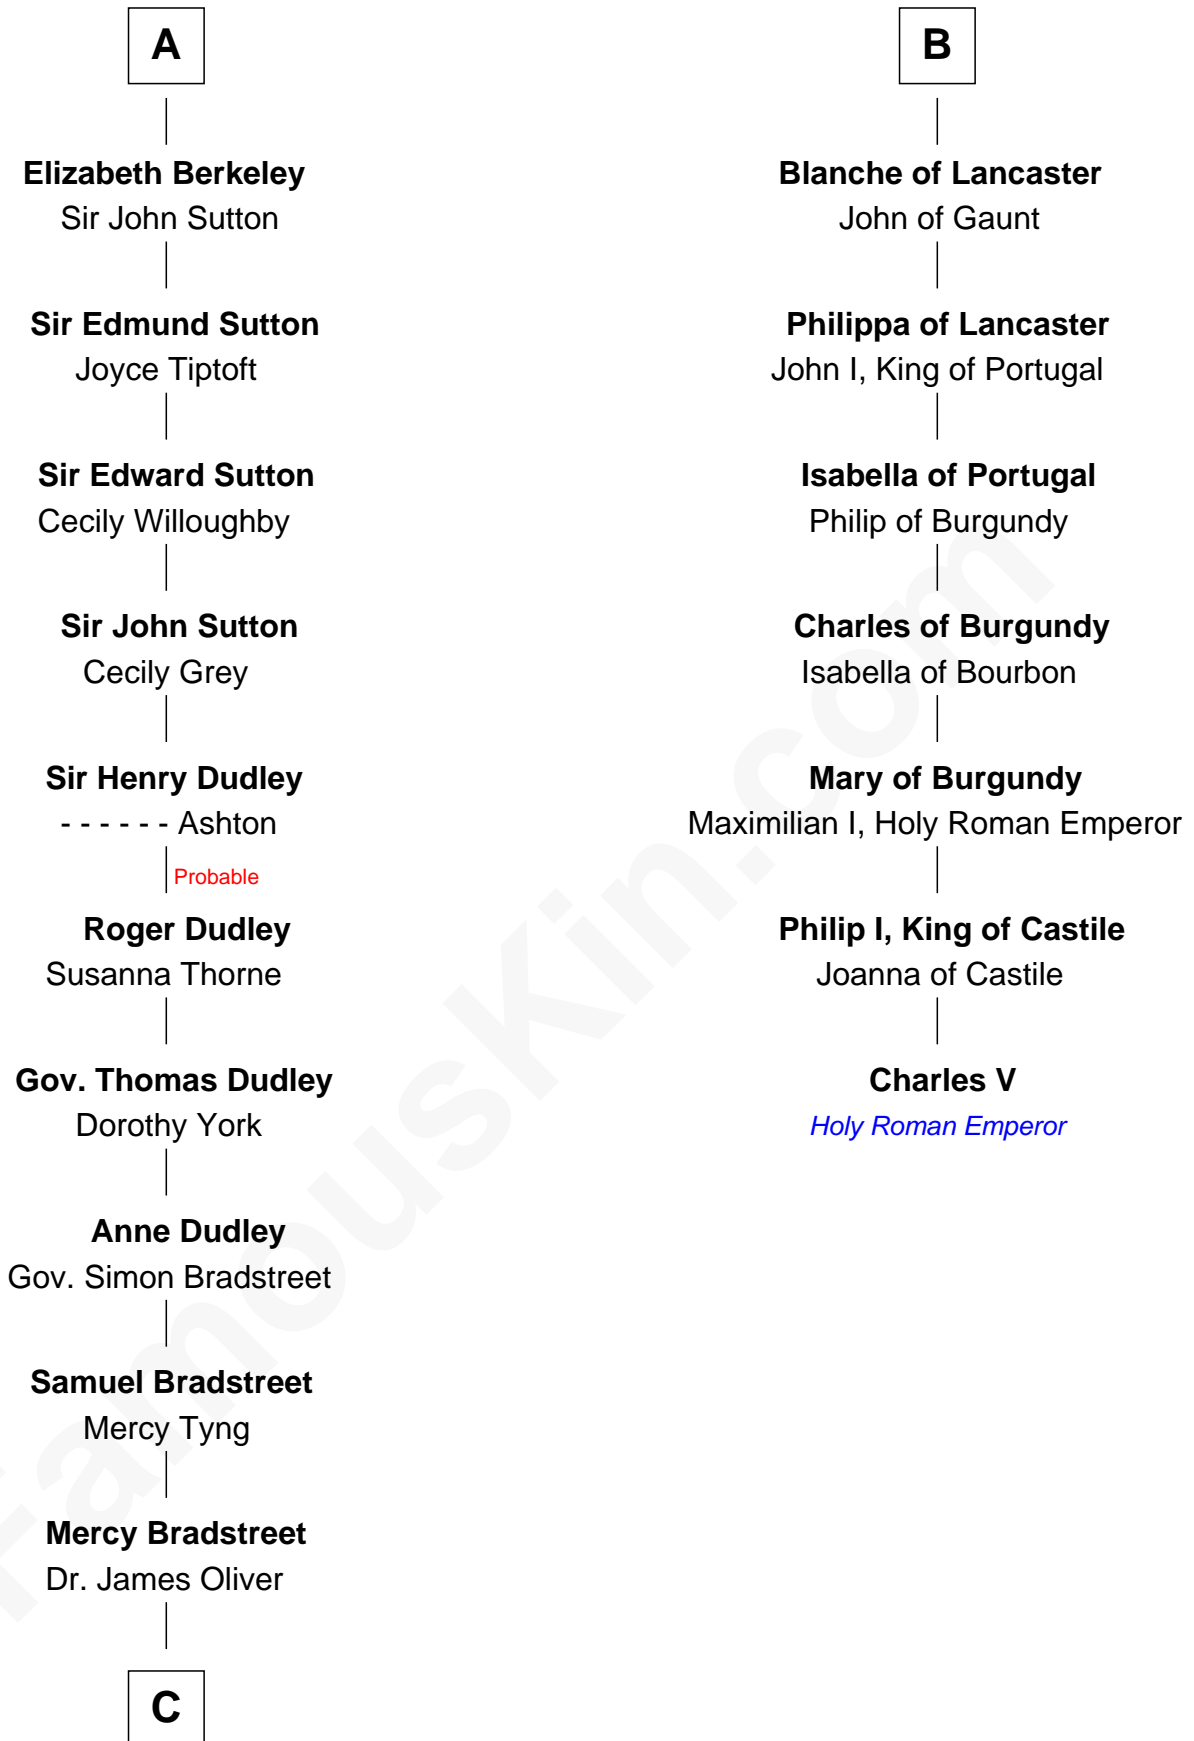 A
Elizabeth Berkeley
Sir John Sutton
Sir Edmund Sutton
Joyce Tiptoft
Sir Edward Sutton
Cecily Willoughby
Sir John Sutton
Cecily Grey
Sir Henry Dudley
- - - - - - Ashton
Probable
Roger Dudley
Susanna Thorne
Gov. Thomas Dudley
Dorothy York
Anne Dudley
Gov. Simon Bradstreet
Samuel Bradstreet
Mercy Tyng
Mercy Bradstreet
Dr. James Oliver
C
B
Blanche of Lancaster
John of Gaunt
Philippa of Lancaster
John I, King of Portugal
Isabella of Portugal
Philip of Burgundy
Charles of Burgundy
Isabella of Bourbon
Mary of Burgundy
Maximilian I, Holy Roman Emperor
Philip I, King of Castile
Joanna of Castile
Charles V
Holy Roman Emperor
FamousKin.com